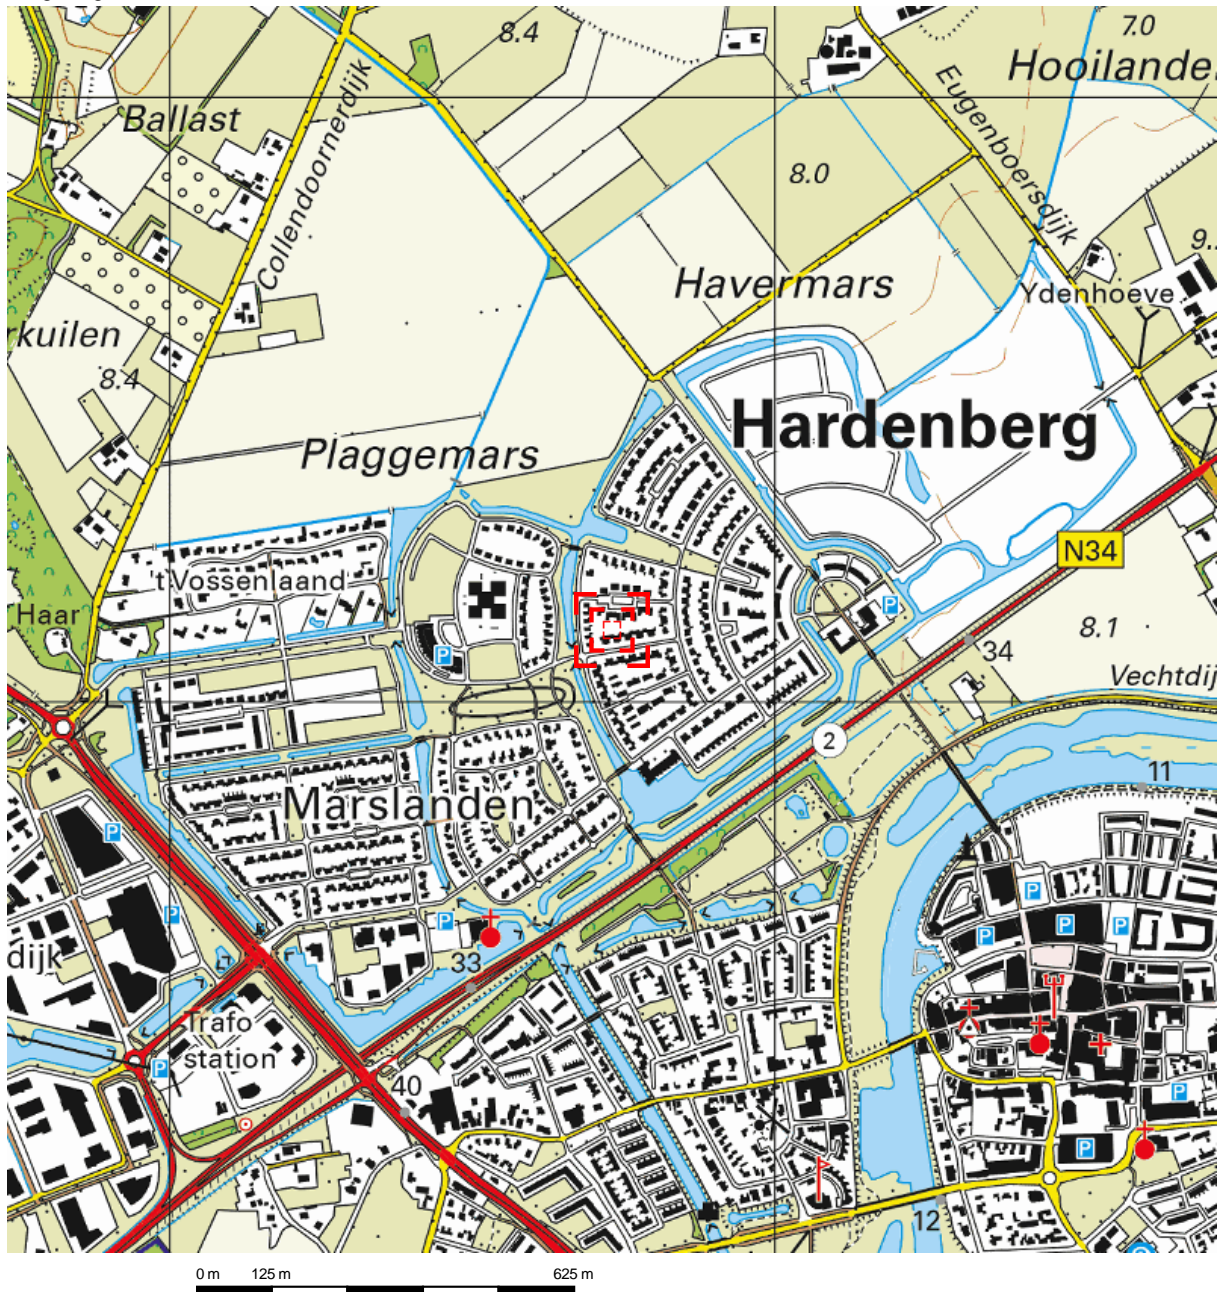 8.4
7.0
Hooilande
Ballast
Collendoornerdijk
Eugenboersdijk
8.0
9.
Havermars
Ydenhoeve
rkuilen
8.4
Hardenberg
Plaggemars
N34
't Vossenlaand
P
Haar
8.1
P
34
Vechtdij
2
11
Marslanden
P
P
P
P
P
P
P
dijk
33
Trafo
station
P
40
P
P
12
0 m 125 m 625 m